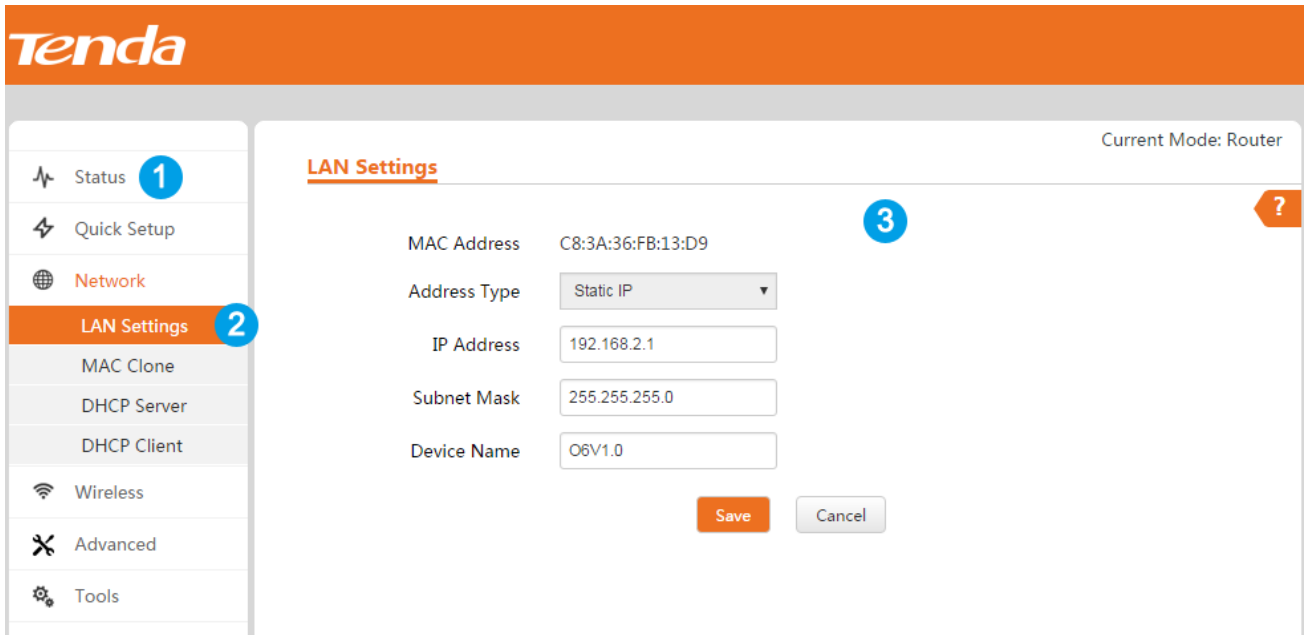 Tenda
Current Mode: Router
LAN Settings
?
Status 1
Quick Setup
Network
LAN Settings 2
MAC Clone
DHCP Server
DHCP Client
Wireless
Advanced
Tools
3
MAC Address C8:3A:36:FB:13:D9
Address Type Static IP
IP Address 192.168.2.1
Subnet Mask 255.255.255.0
Device Name O6V1.0
Save Cancel